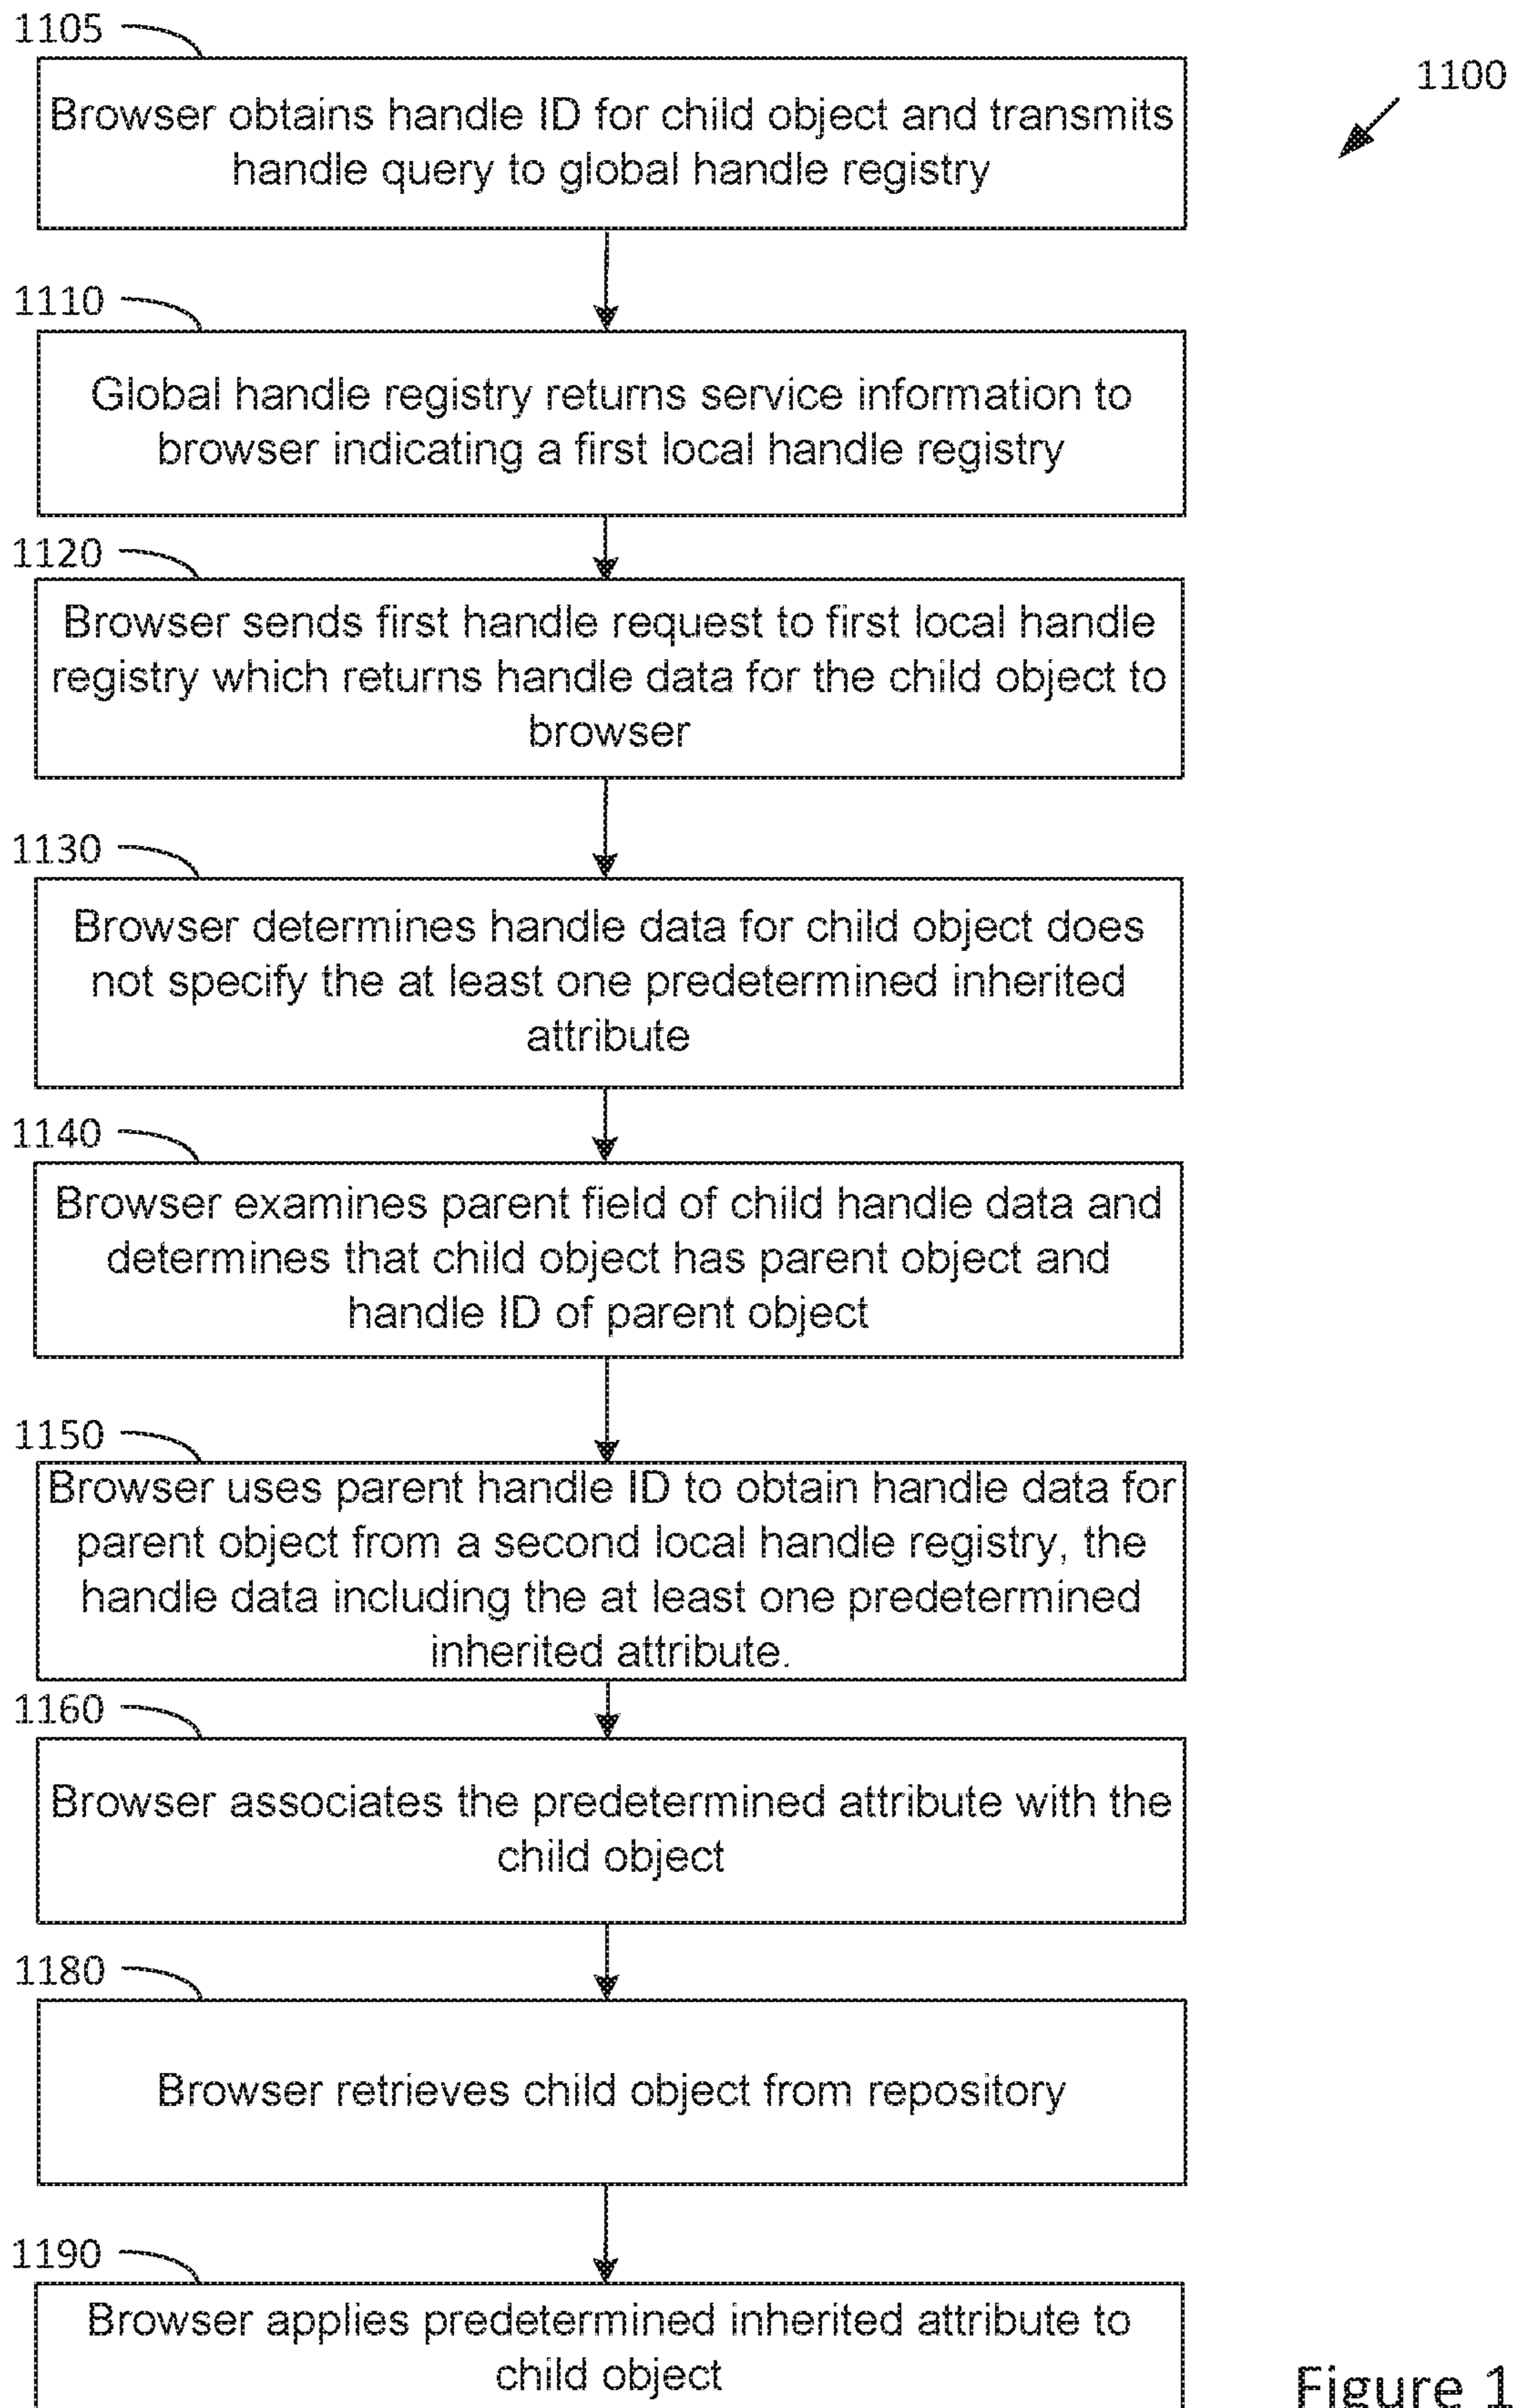 1105
1100
Browser obtains handle ID for child object and transmits
handle query to global handle registry
1110
Global handle registry returns service information to
browser indicating a first local handle registry
1120
Browser sends first handle request to first local handle
registry which returns handle data for the child object to
browser
1130
Browser determines handle data for child object does
not specify the at least one predetermined inherited
attribute
1140
Browser examines parent field of child handle data and
determines that child object has parent object and
handle ID of parent object
1150
Browser uses parent handle ID to obtain handle data for
parent object from a second local handle registry, the
handle data including the at least one predetermined
inherited attribute.
1160
Browser associates the predetermined attribute with the
child object
1180
Browser retrieves child object from repository
1190
Browser applies predetermined inherited attribute to
child object
Figure 1